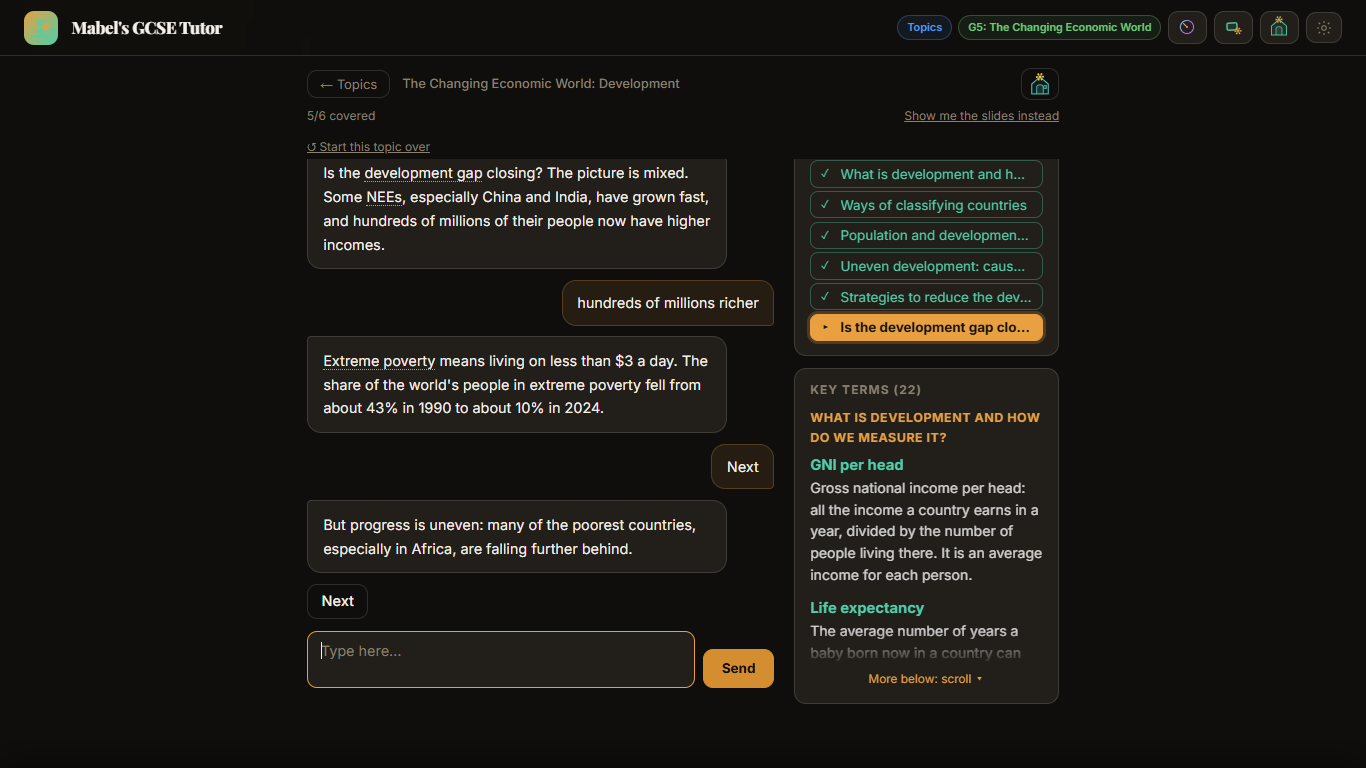 Mabel's GCSE Tutor
Topics
G5: The Changing Economic World
← Topics
The Changing Economic World: Development
5/6 covered
Show me the slides instead
↺ Start this topic over
Is the development gap closing? The picture is mixed.
Some NEEs, especially China and India, have grown fast,
and hundreds of millions of their people now have higher
incomes.
hundreds of millions richer
Extreme poverty means living on less than $3 a day. The
share of the world's people in extreme poverty fell from
about 43% in 1990 to about 10% in 2024.
Next
But progress is uneven: many of the poorest countries,
especially in Africa, are falling further behind.
Next
Type here...
Send
✓ What is development and h...
✓ Ways of classifying countries
✓ Population and developmen...
✓ Uneven development: caus...
✓ Strategies to reduce the dev...
▸ Is the development gap clo...
KEY TERMS (22)
WHAT IS DEVELOPMENT AND HOW
DO WE MEASURE IT?
GNI per head
Gross national income per head:
all the income a country earns in a
year, divided by the number of
people living there. It is an average
income for each person.
Life expectancy
The average number of years a
baby born now in a country can
More below: scroll ▾